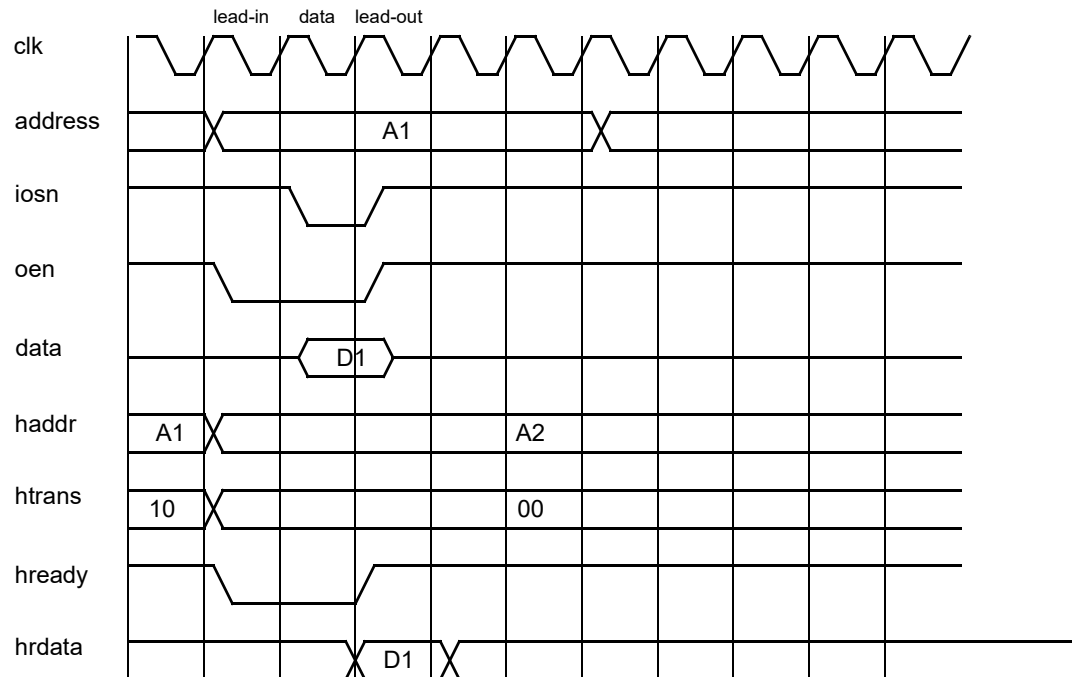 lead-in data lead-out
clk
address A1
iosn
oen
data D1
haddr A1 A2
htrans 10 00
hready
hrdata D1